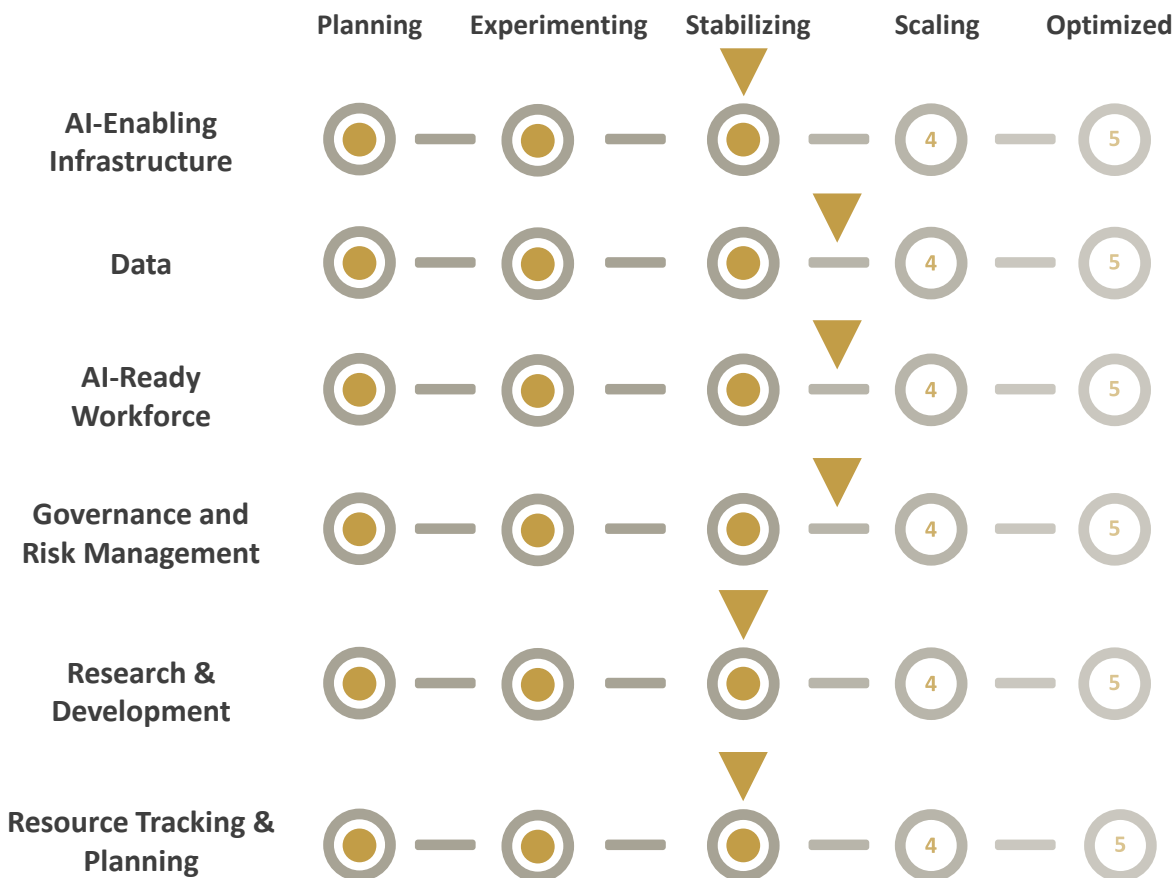 Planning Experimenting Stabilizing Scaling Optimized
AI-Enabling
Infrastructure
4 5
Data
4 5
AI-Ready
Workforce
4 5
Governance and
Risk Management
4 5
Research &
Development
4 5
Resource Tracking &
Planning
4 5